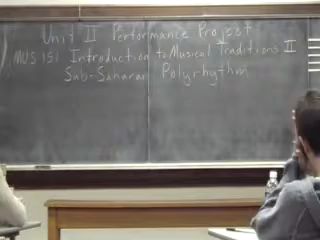 Unit II Performance Project
MUS 151 Introduction to Musical Traditions II
Sub-Saharan Polyrhythm